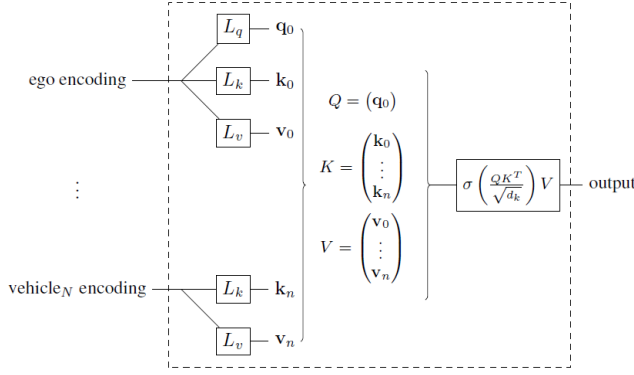 L_q q_0
ego encoding L_k k_0
L_v v_0
⋮
Q = (q_0)
K = (k_0 ⋮ k_n)
V = (v_0 ⋮ v_n)
σ(QK^T/√d_k) V output
vehicle_N encoding L_k k_n
L_v v_n